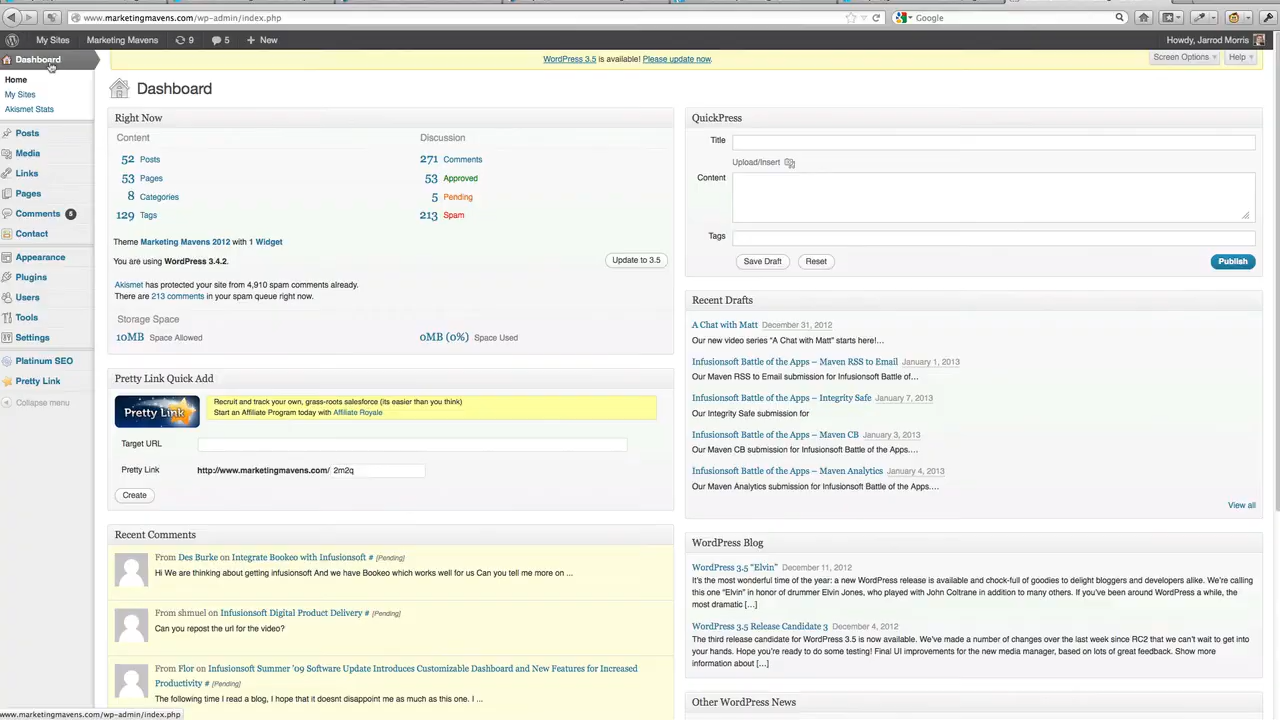 www.marketingmavens.com/wp-admin/index.php
Google
My Sites
Marketing Mavens
9
5
+ New
Howdy, Jarrod Morris
Dashboard
Home
My Sites
Akismet Stats
Posts
Media
Links
Pages
Comments
Contact
Appearance
Plugins
Users
Tools
Settings
Platinum SEO
Pretty Link
Collapse menu
WordPress 3.5 is available! Please update now.
Screen Options
Help
Dashboard
Right Now
Content
52 Posts
53 Pages
8 Categories
129 Tags
Discussion
271 Comments
53 Approved
5 Pending
213 Spam
Theme Marketing Mavens 2012 with 1 Widget
You are using WordPress 3.4.2.
Update to 3.5
Akismet has protected your site from 4,910 spam comments already.
There are 213 comments in your spam queue right now.
Storage Space
10MB Space Allowed
0MB (0%) Space Used
Pretty Link Quick Add
Pretty Link
Recruit and track your own, grass-roots salesforce (its easier than you think)
Start an Affiliate Program today with Affiliate Royale
Target URL
Pretty Link
http://www.marketingmavens.com/ 2m2q
Create
Recent Comments
From Des Burke on Integrate Bookeo with Infusionsoft # [Pending]
Hi We are thinking about getting infusionsoft And we have Bookeo which works well for us Can you tell me more on ...
From shmuel on Infusionsoft Digital Product Delivery # [Pending]
Can you repost the url for the video?
From Flor on Infusionsoft Summer '09 Software Update Introduces Customizable Dashboard and New Features for Increased
Productivity # [Pending]
The following time I read a blog, I hope that it doesnt disappoint me as much as this one. I ...
QuickPress
Title
Upload/Insert
Content
Tags
Save Draft
Reset
Publish
Recent Drafts
A Chat with Matt December 31, 2012
Our new video series "A Chat with Matt" starts here!...
Infusionsoft Battle of the Apps – Maven RSS to Email January 1, 2013
Our Maven RSS to Email submission for Infusionsoft Battle of...
Infusionsoft Battle of the Apps – Integrity Safe January 7, 2013
Our Integrity Safe submission for
Infusionsoft Battle of the Apps – Maven CB January 3, 2013
Our Maven CB submission for Infusionsoft Battle of the Apps....
Infusionsoft Battle of the Apps – Maven Analytics January 4, 2013
Our Maven Analytics submission for Infusionsoft Battle of the Apps....
View all
WordPress Blog
WordPress 3.5 "Elvin" December 11, 2012
It's the most wonderful time of the year: a new WordPress release is available and chock-full of goodies to delight bloggers and developers alike. We're calling
this one "Elvin" in honor of drummer Elvin Jones, who played with John Coltrane in addition to many others. If you've been around WordPress a while, the
most dramatic [...]
WordPress 3.5 Release Candidate 3 December 4, 2012
The third release candidate for WordPress 3.5 is now available. We've made a number of changes over the last week since RC2 that we can't wait to get into
your hands. Hope you're ready to do some testing! Final UI improvements for the new media manager, based on lots of great feedback. Show more
information about [...]
Other WordPress News
www.marketingmavens.com/wp-admin/index.php